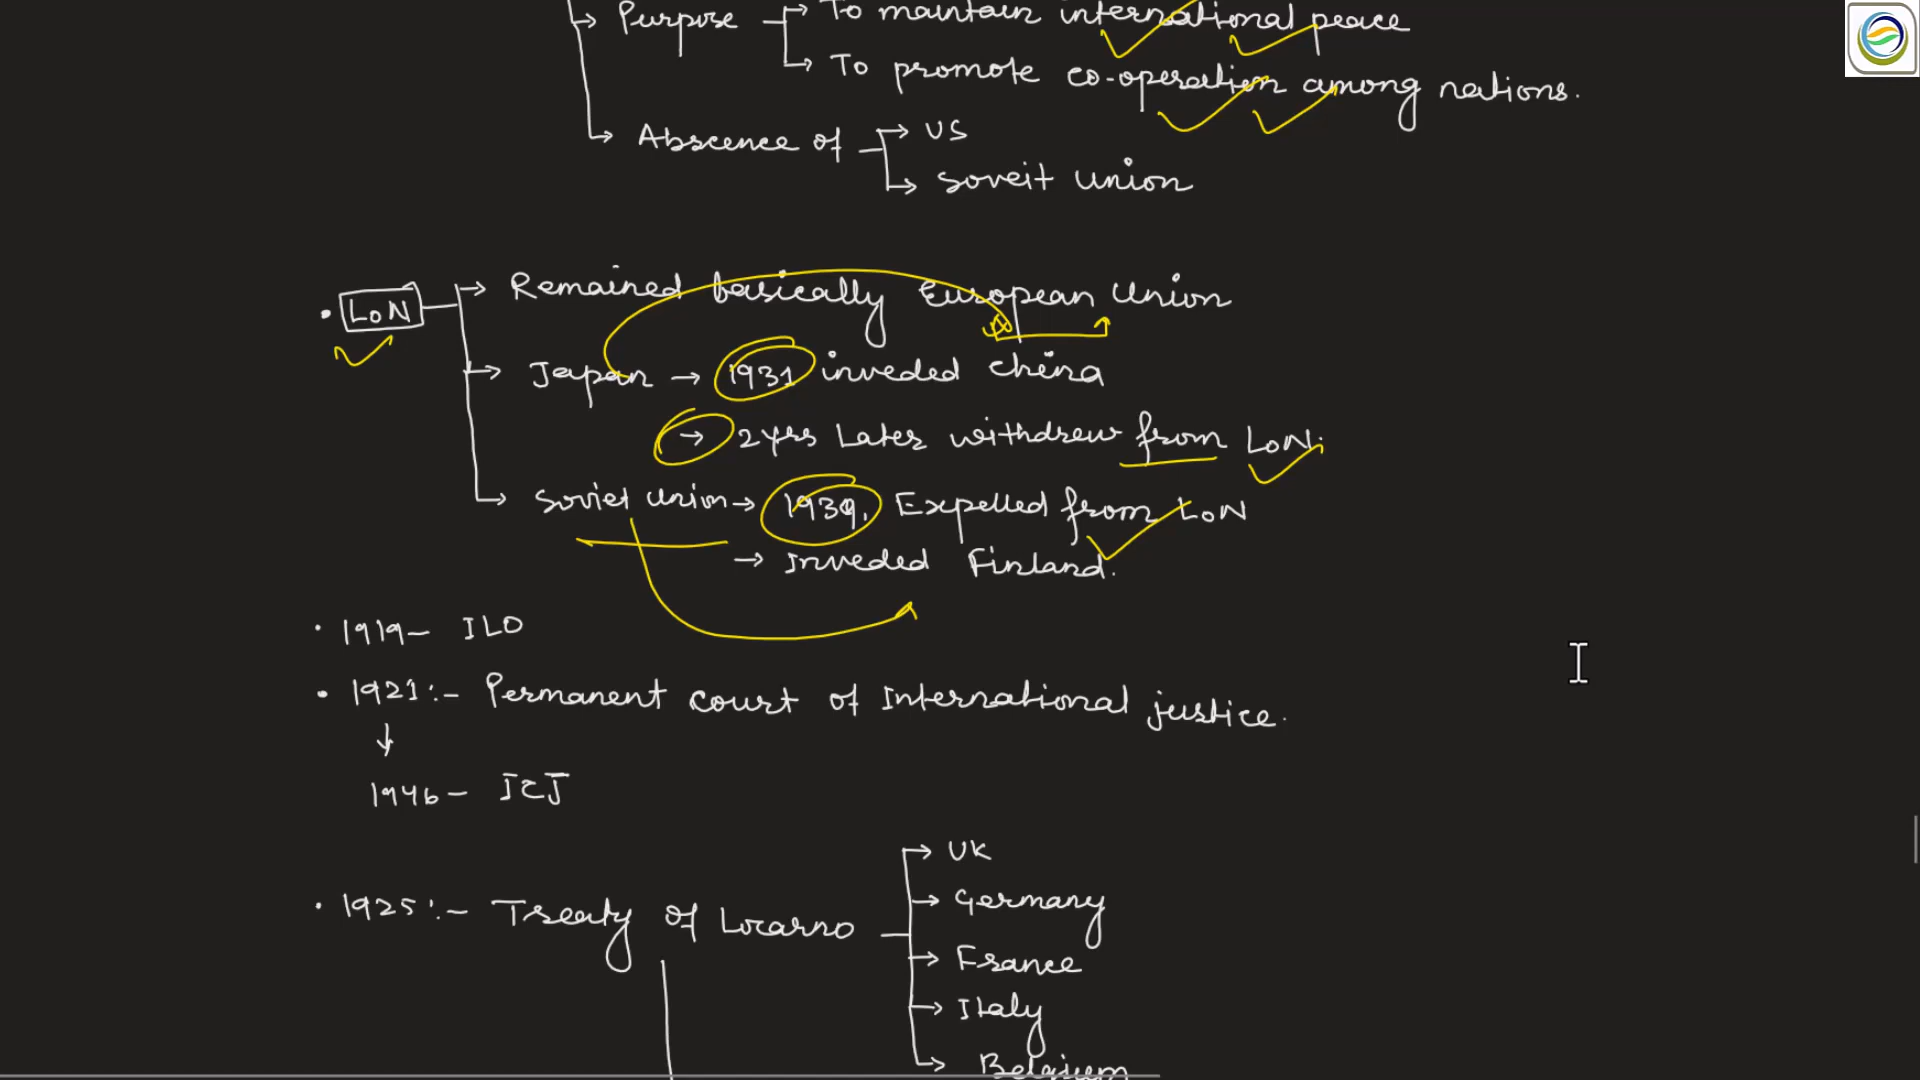 Purpose → To maintain international peace
→ To promote co-operation among nations.
→ Abscence of → US
→ Soveit Union
• LON → Remained basically European Union
→ Japan → 1931 inveded china
→ 2yrs Later withdrew from LON.
→ Soviet Union → 1939. Expelled from LON
→ Inveded Finland.
• 1919- ILO
• 1921:- Permanent court of International justice.
↓
1946- ICJ
• 1925:- Treaty of Locarno → UK
→ Germany
→ France
→ Italy
→ Belgium